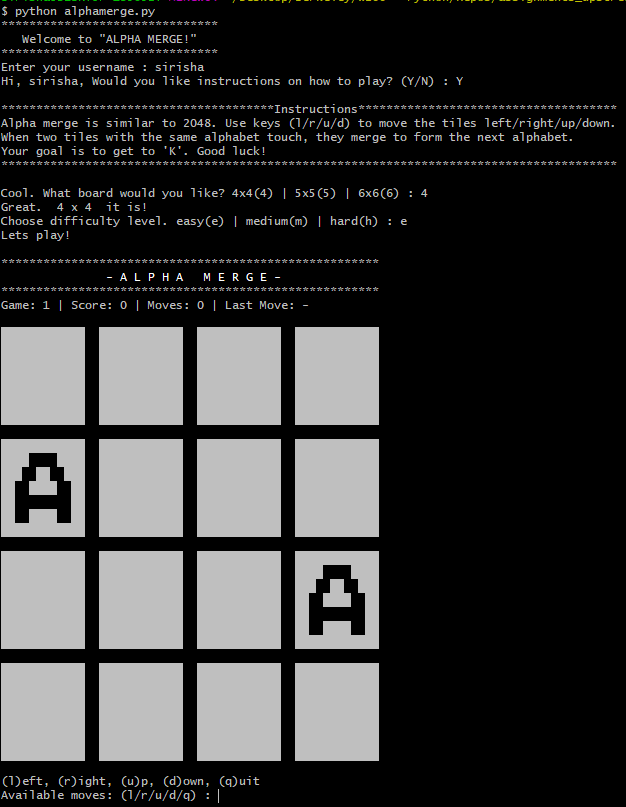 $ python alphamerge.py
*******************************
Welcome to "ALPHA MERGE!"
*******************************
Enter your username : sirisha
Hi, sirisha, Would you like instructions on how to play? (Y/N) : Y
***************************************Instructions*************************************
Alpha merge is similar to 2048. Use keys (l/r/u/d) to move the tiles left/right/up/down.
When two tiles with the same alphabet touch, they merge to form the next alphabet.
Your goal is to get to 'K'. Good luck!
****************************************************************************************
Cool. What board would you like? 4x4(4) | 5x5(5) | 6x6(6) : 4
Great.  4 x 4  it is!
Choose difficulty level. easy(e) | medium(m) | hard(h) : e
Lets play!
******************************************************
- A L P H A   M E R G E -
******************************************************
Game: 1 | Score: 0 | Moves: 0 | Last Move: -
A
A
(l)eft, (r)ight, (u)p, (d)own, (q)uit
Available moves: (l/r/u/d/q) :